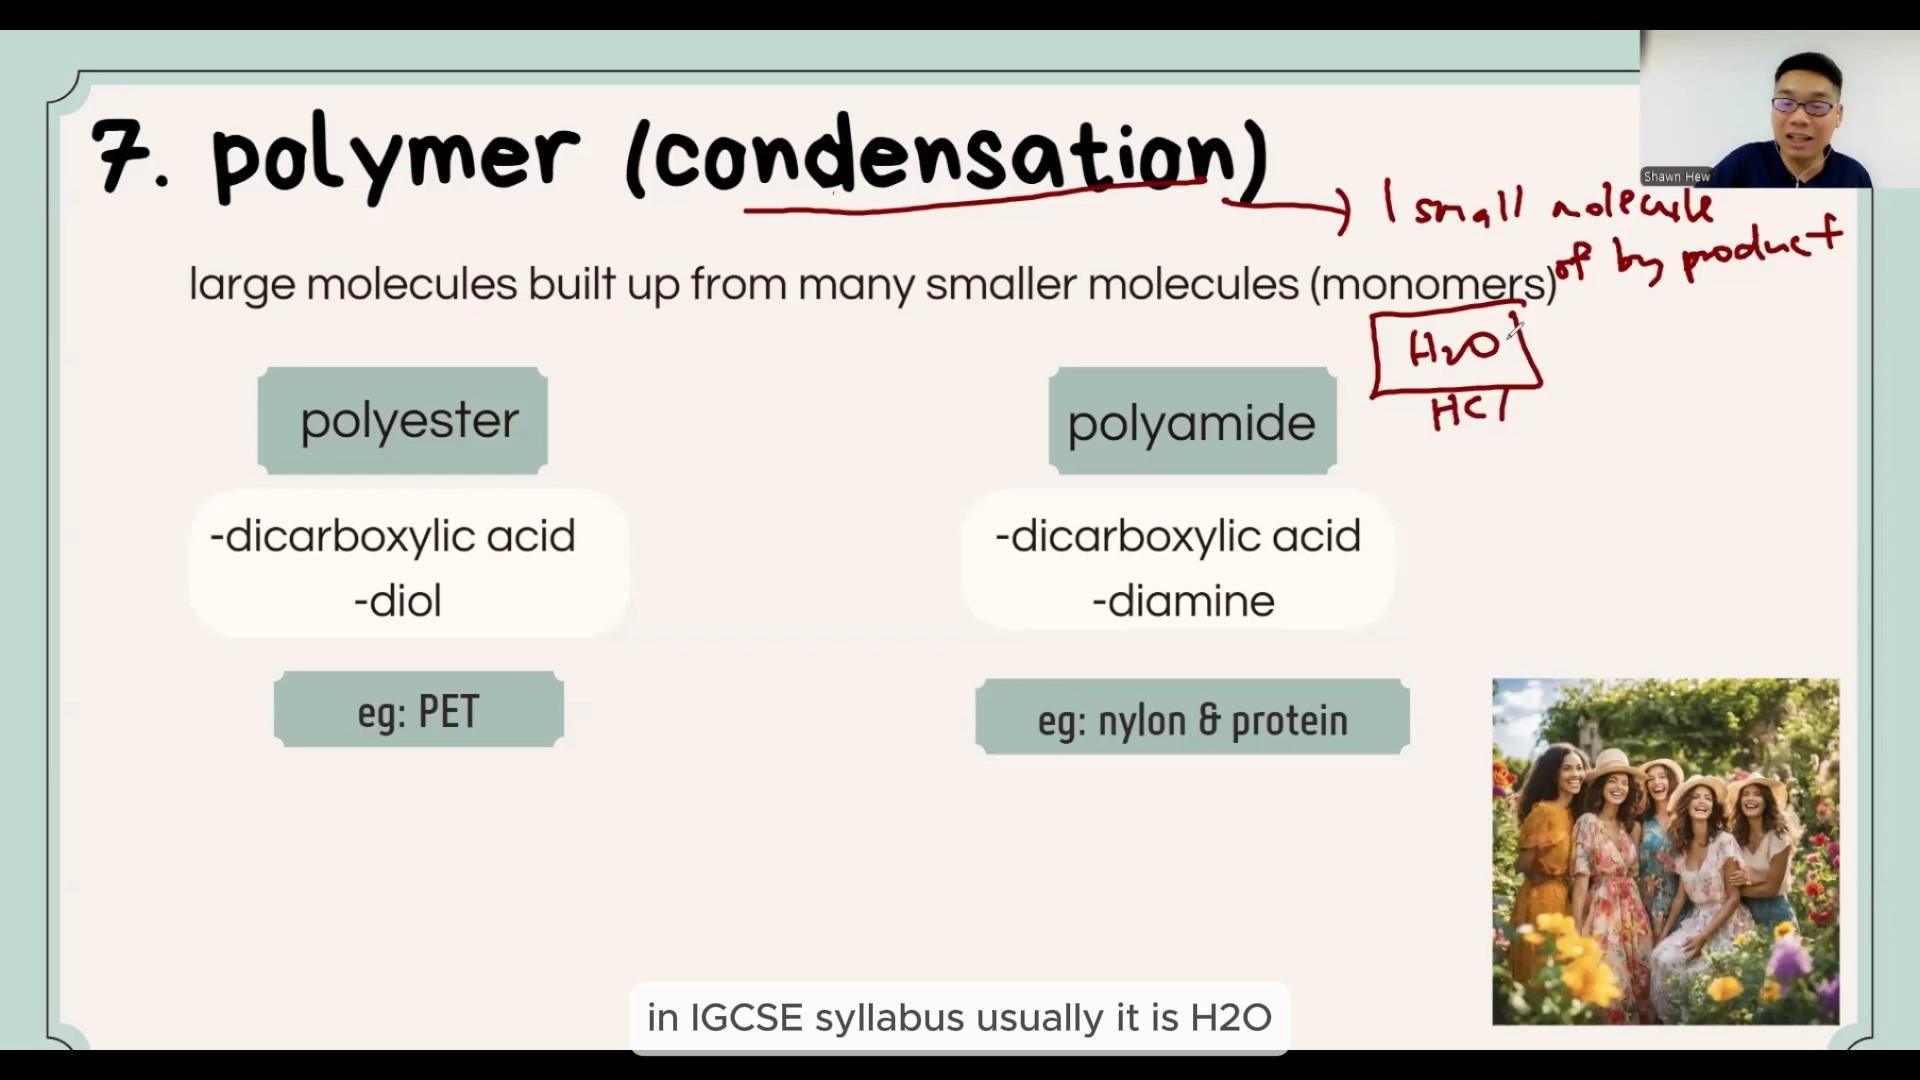 7. polymer (condensation)
Shawn Hew
1 small molecule
of by product
large molecules built up from many smaller molecules (monomers)
H2O
HCl
polyester
polyamide
-dicarboxylic acid
-diol
-dicarboxylic acid
-diamine
eg: PET
eg: nylon & protein
in IGCSE syllabus usually it is H2O